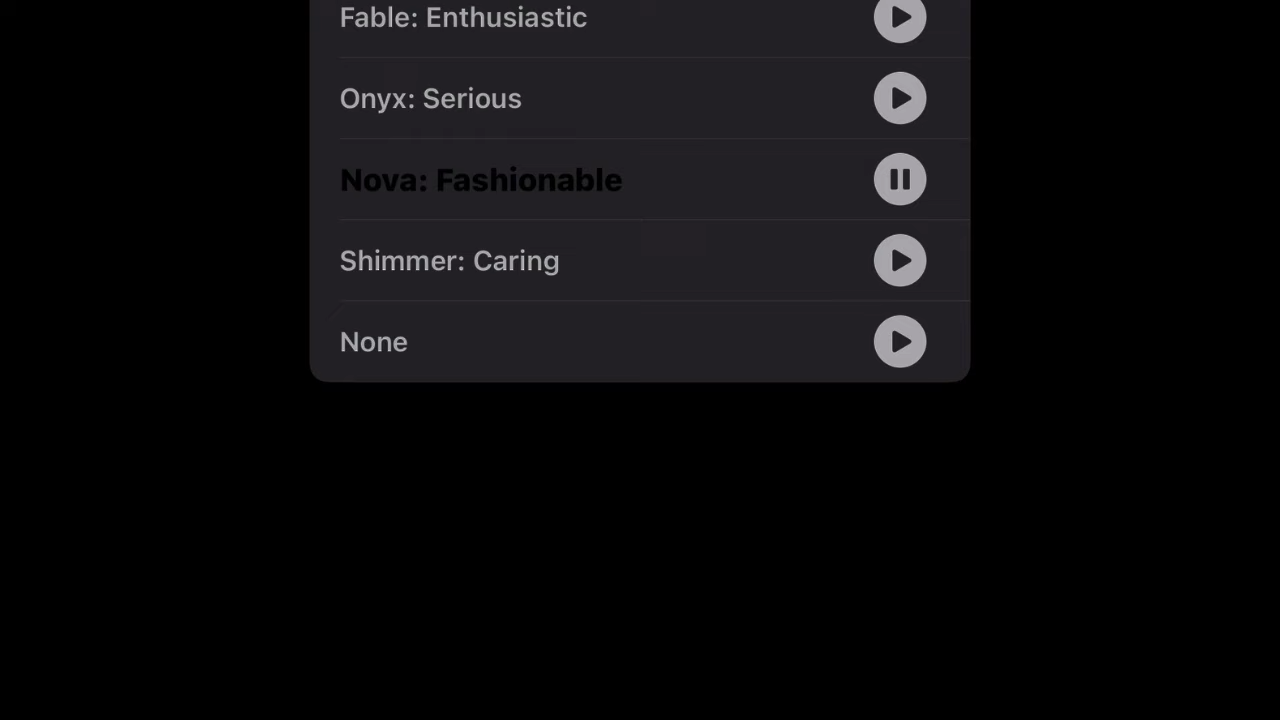 Fable: Enthusiastic
Onyx: Serious
Nova: Fashionable
Shimmer: Caring
None